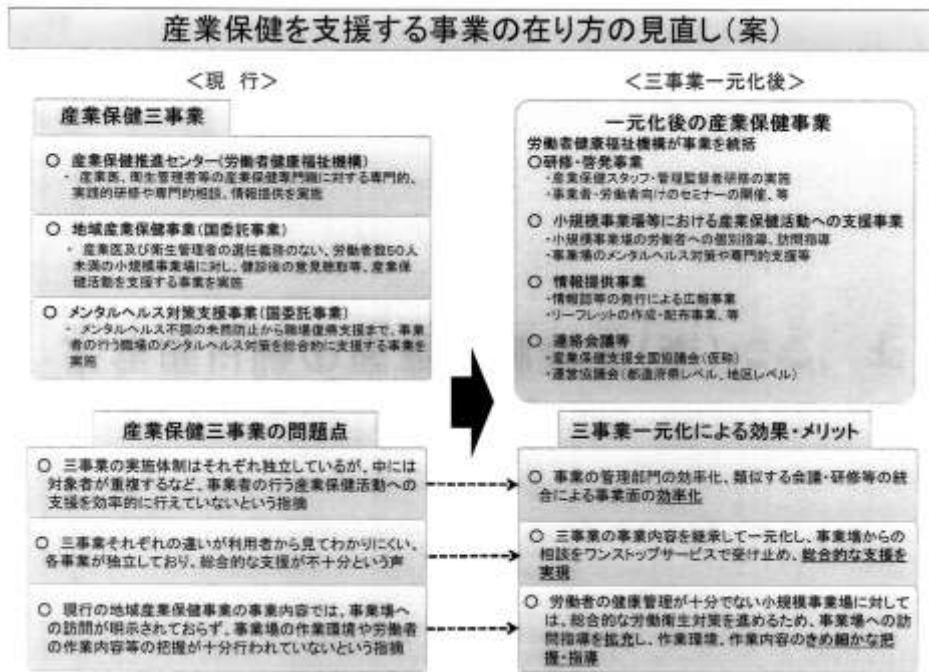 産業保健を支援する事業の在り方の見直し(案)
<現 行>
産業保健三事業
○ 産業保健推進センター(労働者健康福祉機構)
・ 産業医、衛生管理者等の産業保健専門職に対する専門的、
実践的研修や専門的相談、情報提供を実施
○ 地域産業保健事業(国委託事業)
・ 産業医及び衛生管理者の選任義務のない、労働者数50人
未満の小規模事業場に対し、健診後の意見聴取等、産業保
健活動を支援する事業を実施
○ メンタルヘルス対策支援事業(国委託事業)
・ メンタルヘルス不調の未然防止から職場復帰支援まで、事業
者の行う職場のメンタルヘルス対策を総合的に支援する事業を
実施
<三事業一元化後>
一元化後の産業保健事業
労働者健康福祉機構が事業を統括
○研修・啓発事業
・産業保健スタッフ・管理監督者研修の実施
・事業者・労働者向けのセミナーの開催、等
○ 小規模事業場等における産業保健活動への支援事業
・小規模事業場の労働者への個別指導、訪問指導
・事業場のメンタルヘルス対策や専門的支援等
○ 情報提供事業
・情報誌等の発行による広報事業
・リーフレットの作成・配布事業、等
○ 連絡会議等
・産業保健支援全国協議会(仮称)
・運営協議会(都道府県レベル、地区レベル)
産業保健三事業の問題点
○ 三事業の実施体制はそれぞれ独立しているが、中には
対象者が重複するなど、事業者の行う産業保健活動への
支援を効率的に行えていないという指摘
○ 三事業それぞれの違いが利用者から見てわかりにくい、
各事業が独立しており、総合的な支援が不十分という声
○ 現行の地域産業保健事業の事業内容では、事業場へ
の訪問が明示されておらず、事業場の作業環境や労働者
の作業内容等の把握が十分行われていないという指摘
三事業一元化による効果・メリット
○ 事業の管理部門の効率化、類似する会議・研修等の統
合による事業面の効率化
○ 三事業の事業内容を継承して一元化し、事業場からの
相談をワンストップサービスで受け止め、総合的な支援を
実現
○ 労働者の健康管理が十分でない小規模事業場に対して
は、総合的な労働衛生対策を進めるため、事業場への訪
問指導を拡充し、作業環境、作業内容のきめ細かな把
握・指導